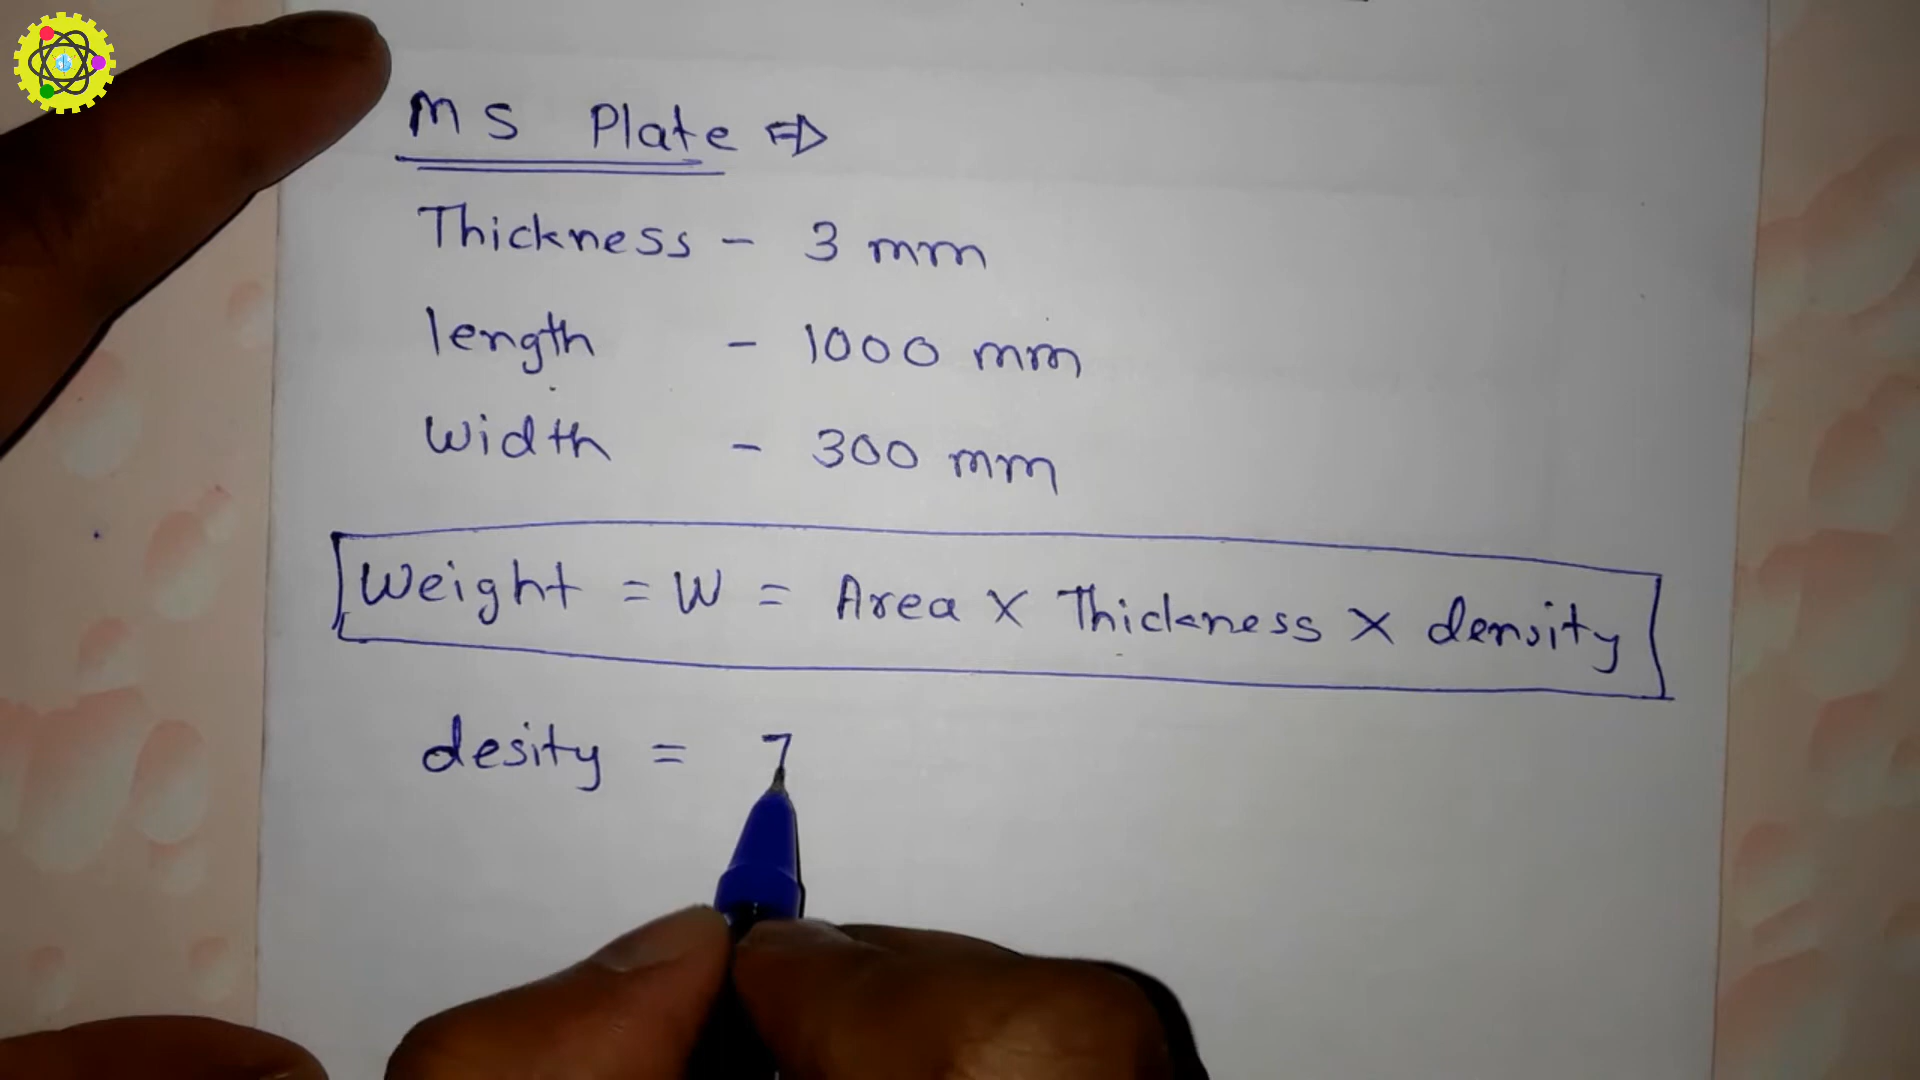 MS Plate ⇒
Thickness - 3 mm
length - 1000 mm
width - 300 mm
Weight = W = Area X Thickness X density
desity = 7